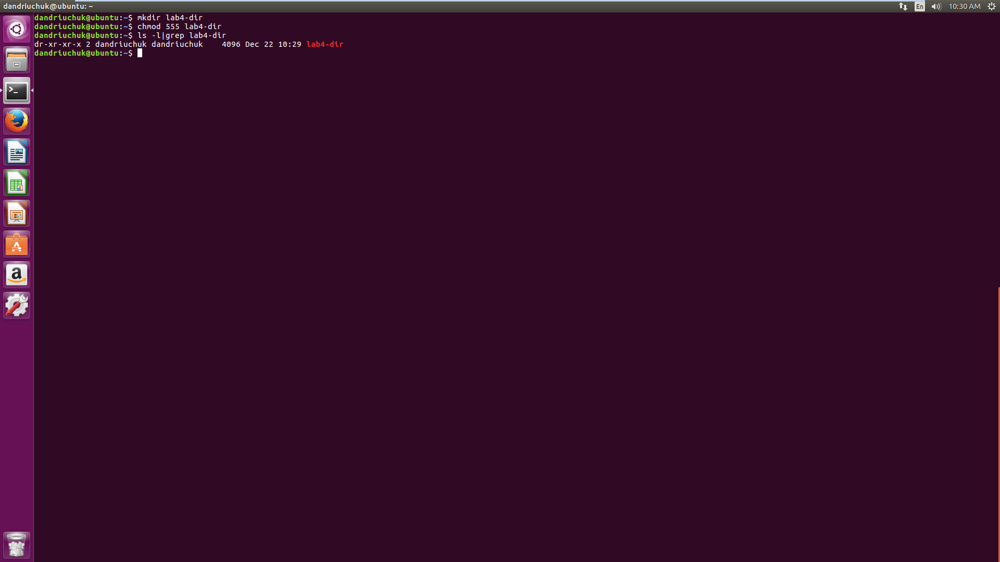 dandriuchuk@ubuntu: ~
En
10:30 AM
dandriuchuk@ubuntu:~$ mkdir lab4-dir
dandriuchuk@ubuntu:~$ chmod 555 lab4-dir
dandriuchuk@ubuntu:~$ ls -l|grep lab4-dir
dr-xr-xr-x 2 dandriuchuk dandriuchuk    4096 Dec 22 10:29 lab4-dir
dandriuchuk@ubuntu:~$